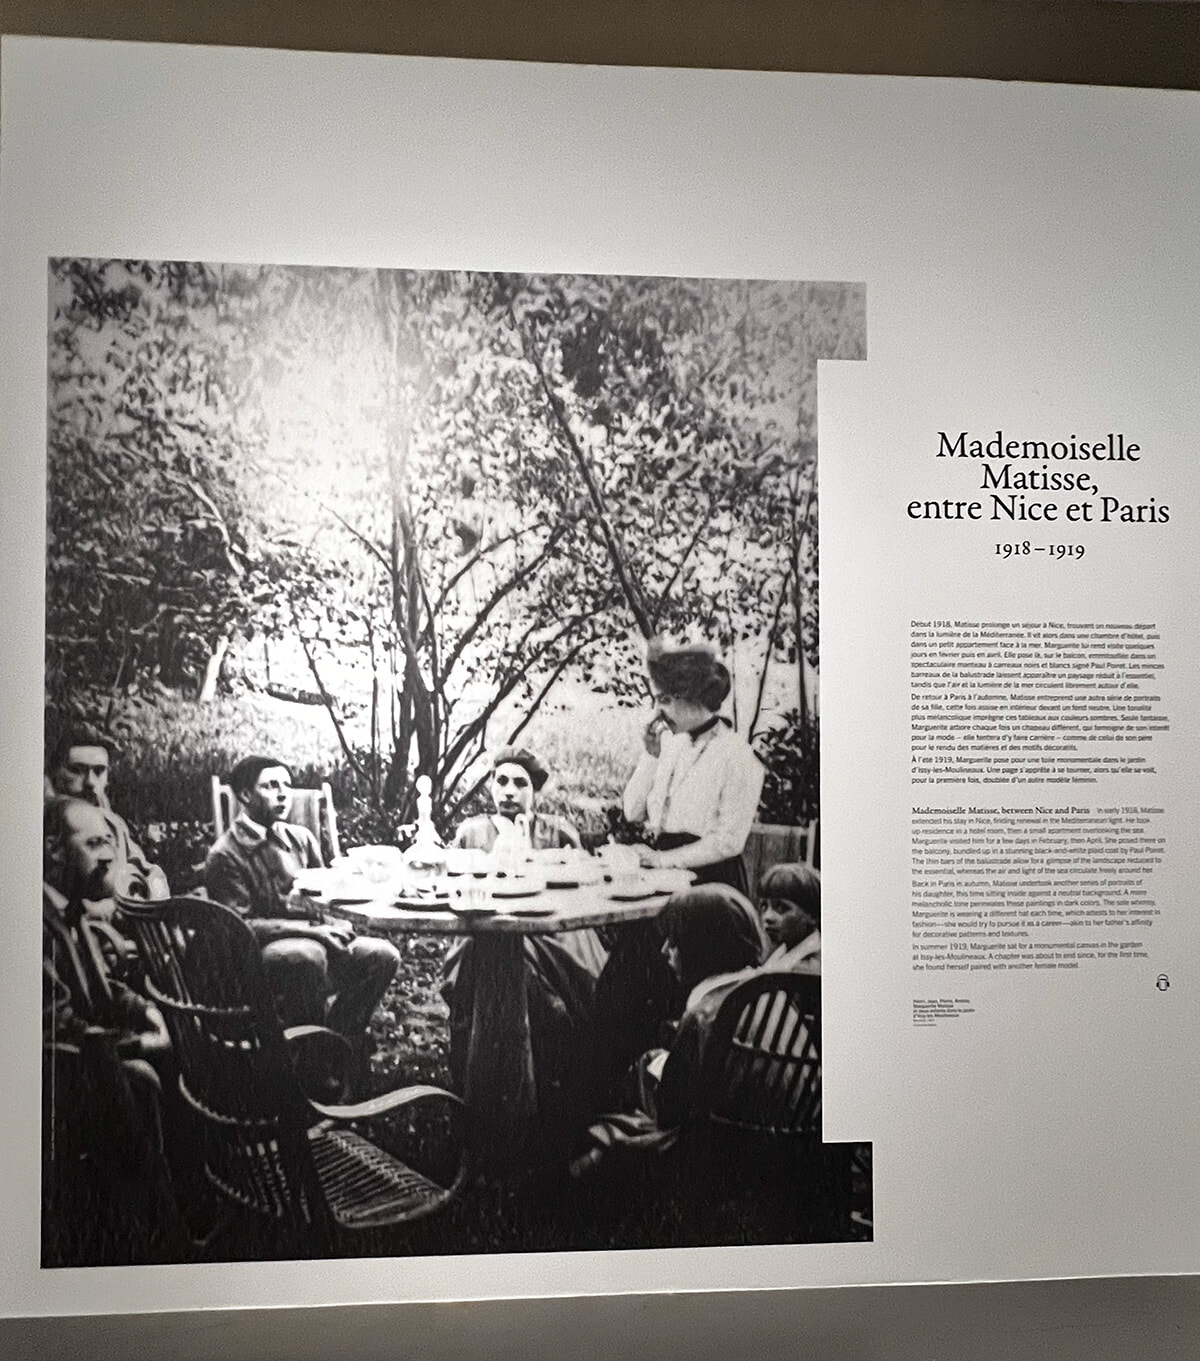 Mademoiselle
Matisse,
entre Nice et Paris
1918–1919
Début 1918, Matisse prolonge un séjour à Nice, trouvant un nouveau départ
dans la lumière de la Méditerranée. Il vit alors dans une chambre d'hôtel, puis
dans un petit appartement face à la mer. Marguerite lui rend visite quelques
jours en février puis en avril. Elle pose là, sur le balcon, emmitouflée dans un
spectaculaire manteau à carreaux noirs et blancs signé Paul Poiret. Les minces
barreaux de la balustrade laissent apparaître un paysage réduit à l'essentiel,
tandis que l'air et la lumière de la mer circulent librement autour d'elle.
De retour à Paris à l'automne, Matisse entreprend une autre série de portraits
de sa fille, cette fois assise en intérieur devant un fond neutre. Une tonalité
plus mélancolique imprègne ces tableaux aux couleurs sombres. Seule fantaisie,
Marguerite arbore chaque fois un chapeau différent, qui témoigne de son intérêt
pour la mode – elle tentera d'y faire carrière – comme de celui de son père
pour le rendu des matières et des motifs décoratifs.
À l'été 1919, Marguerite pose pour une toile monumentale dans le jardin
d'Issy-les-Moulineaux. Une page s'apprête à se tourner, alors qu'elle se voit,
pour la première fois, doublée d'un autre modèle féminin.
Mademoiselle Matisse, between Nice and Paris In early 1918, Matisse
extended his stay in Nice, finding renewal in the Mediterranean light. He took
up residence in a hotel room, then a small apartment overlooking the sea.
Marguerite visited him for a few days in February, then April. She posed there on
the balcony, bundled up in a stunning black-and-white plaid coat by Paul Poiret.
The thin bars of the balustrade allow for a glimpse of the landscape reduced to
the essential, whereas the air and light of the sea circulate freely around her.
Back in Paris in autumn, Matisse undertook another series of portraits of
his daughter, this time sitting inside against a neutral background. A more
melancholic tone permeates these paintings in dark colors. The sole whimsy,
Marguerite is wearing a different hat each time, which attests to her interest in
fashion—she would try to pursue it as a career—akin to her father's affinity
for decorative patterns and textures.
In summer 1919, Marguerite sat for a monumental canvas in the garden
at Issy-les-Moulineaux. A chapter was about to end since, for the first time,
she found herself paired with another female model.
Henri, Jean, Pierre, Amélie,
Marguerite Matisse
et deux enfants dans le jardin
d'Issy-les-Moulineaux